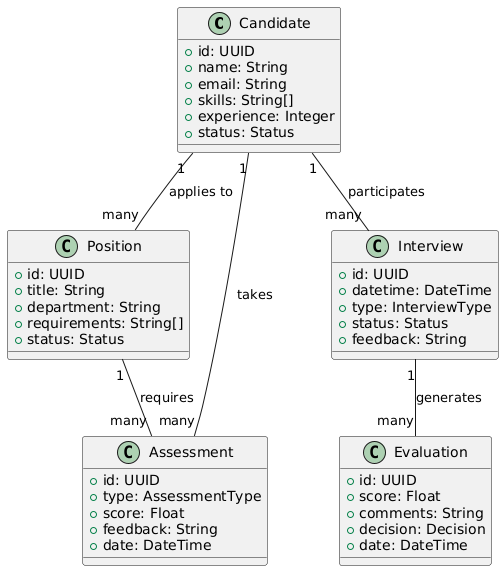 C Candidate
id: UUID
name: String
email: String
skills: String[]
experience: Integer
status: Status
1
1
1
applies to
participates
many
many
C Position
id: UUID
title: String
department: String
requirements: String[]
status: Status
takes
C Interview
id: UUID
datetime: DateTime
type: InterviewType
status: Status
feedback: String
1
requires
many
many
1
generates
many
C Assessment
id: UUID
type: AssessmentType
score: Float
feedback: String
date: DateTime
C Evaluation
id: UUID
score: Float
comments: String
decision: Decision
date: DateTime